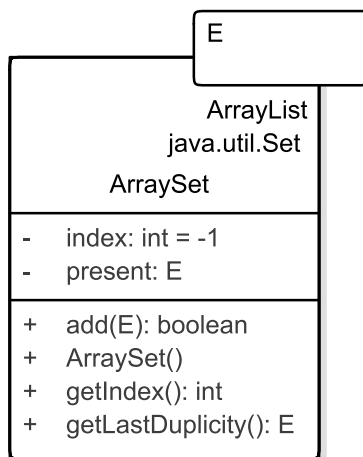 E
ArrayList
java.util.Set
ArraySet
- index: int = -1
- present: E
+ add(E): boolean
+ ArraySet()
+ getIndex(): int
+ getLastDuplicity(): E